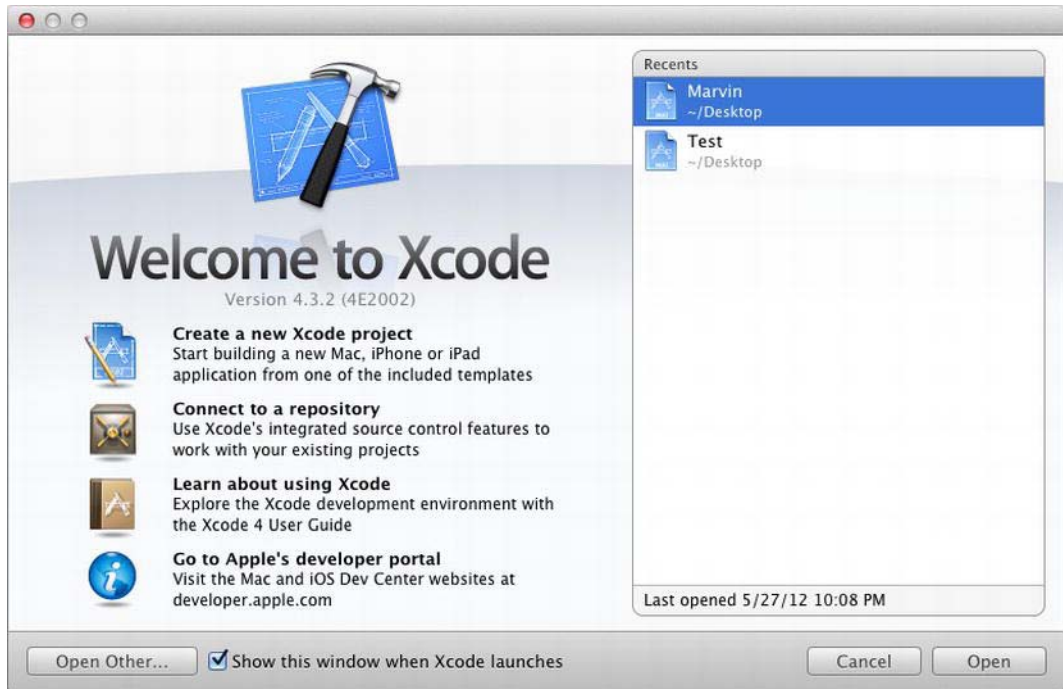 Welcome to Xcode
Version 4.3.2 (4E2002)
Create a new Xcode project
Start building a new Mac, iPhone or iPad
application from one of the included templates
Connect to a repository
Use Xcode's integrated source control features to
work with your existing projects
Learn about using Xcode
Explore the Xcode development environment with
the Xcode 4 User Guide
Go to Apple's developer portal
Visit the Mac and iOS Dev Center websites at
developer.apple.com
Recents
Marvin
~/Desktop
Test
~/Desktop
Last opened 5/27/12 10:08 PM
Open Other...
Show this window when Xcode launches
Cancel
Open